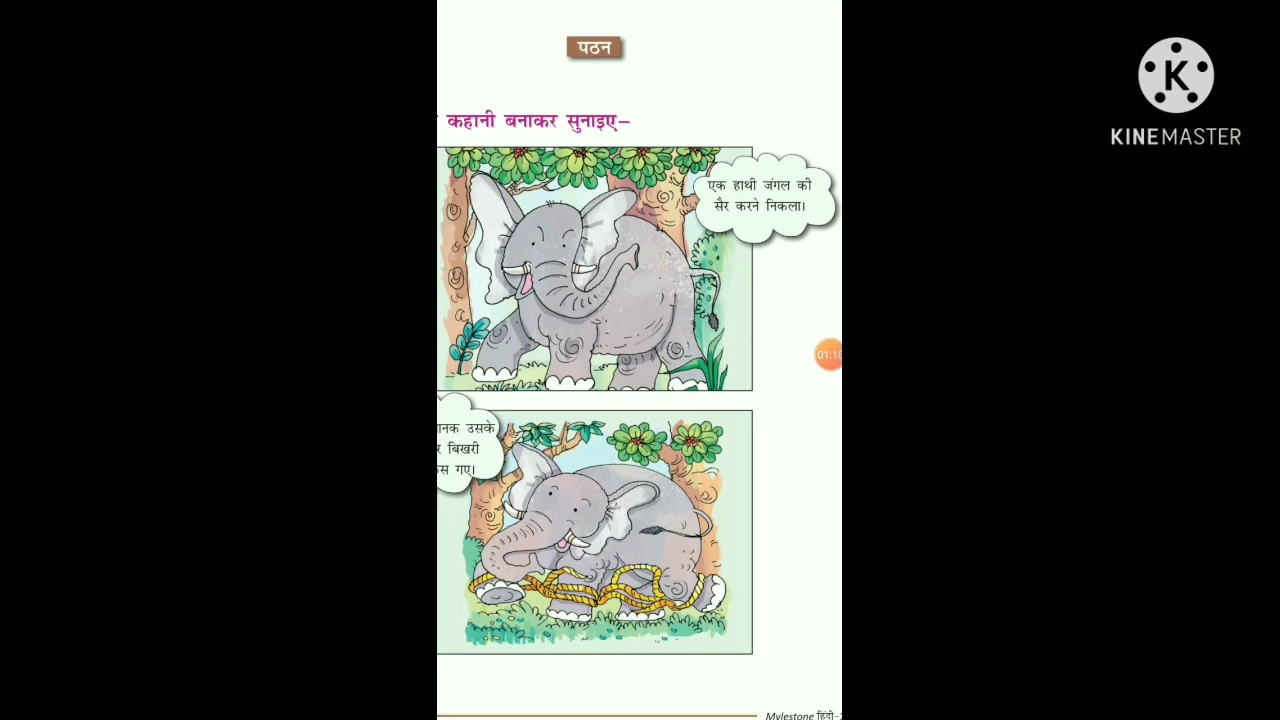 पठन
कहानी बनाकर सुनाइए–
एक हाथी जंगल की
सैर करने निकला।
उसके
बिखरी
गए।
01:10
Mylestone हिंदी-
KINEMASTER